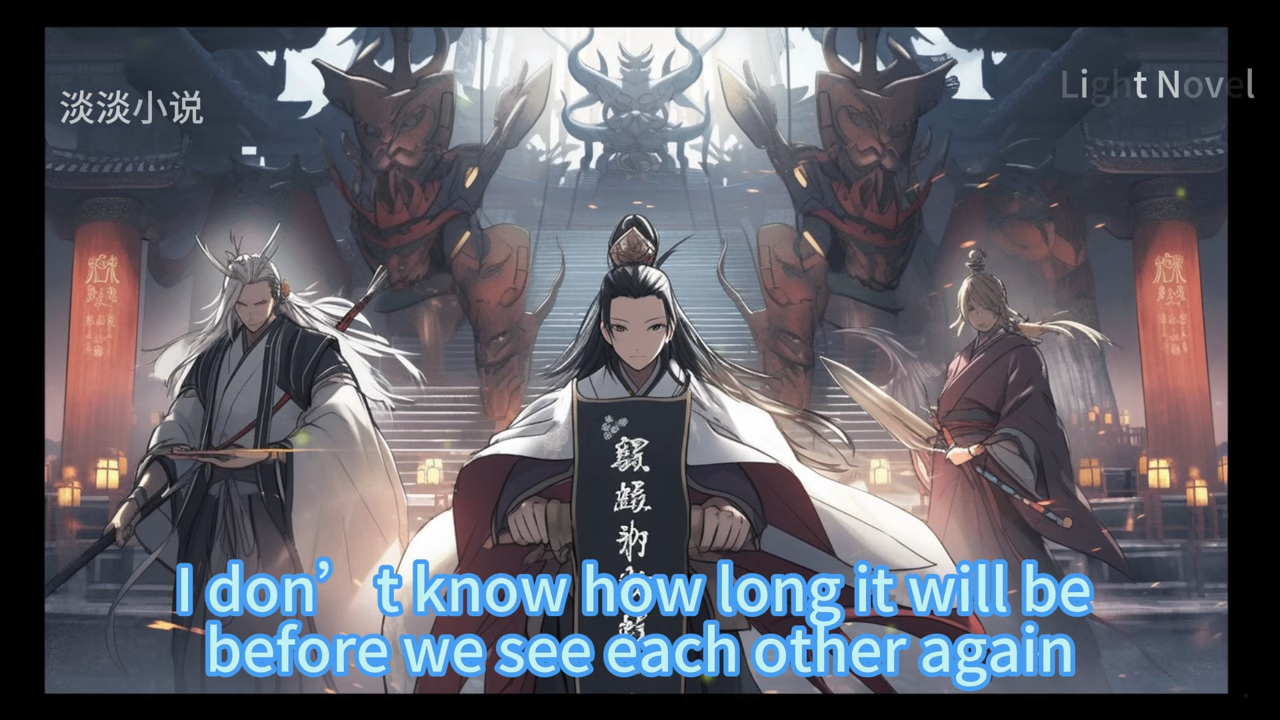 淡淡小说
Light Novel
I don’ t know how long it will be
before we see each other again